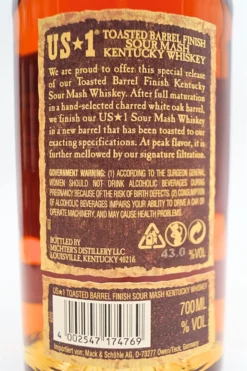 US★1® TOASTED BARREL FINISH
SOUR MASH
KENTUCKY WHISKEY
We are proud to offer this special release
of our Toasted Barrel Finish Kentucky
Sour Mash Whiskey. After full maturation
in a hand-selected charred white oak barrel,
we finish our US★1 Sour Mash Whiskey
in a new barrel that has been toasted to our
exacting specifications. At peak flavor, it is
further mellowed by our signature filtration.
GOVERNMENT WARNING: (1) ACCORDING TO THE SURGEON GENERAL,
WOMEN SHOULD NOT DRINK ALCOHOLIC BEVERAGES DURING
PREGNANCY BECAUSE OF THE RISK OF BIRTH DEFECTS. (2) CONSUMPTION
OF ALCOHOLIC BEVERAGES IMPAIRS YOUR ABILITY TO DRIVE A CAR OR
OPERATE MACHINERY, AND MAY CAUSE HEALTH PROBLEMS.
BOTTLED BY
MICHTER'S DISTILLERY LLC
LOUISVILLE, KENTUCKY 40216
43.0 %VOL.
US★1 TOASTED BARREL FINISH SOUR MASH KENTUCKY WHISKEY
700ML
% VOL.
4 002547 174769
Importiert von: Mack & Schühle AG, D-73277 Owen/Teck, Germany